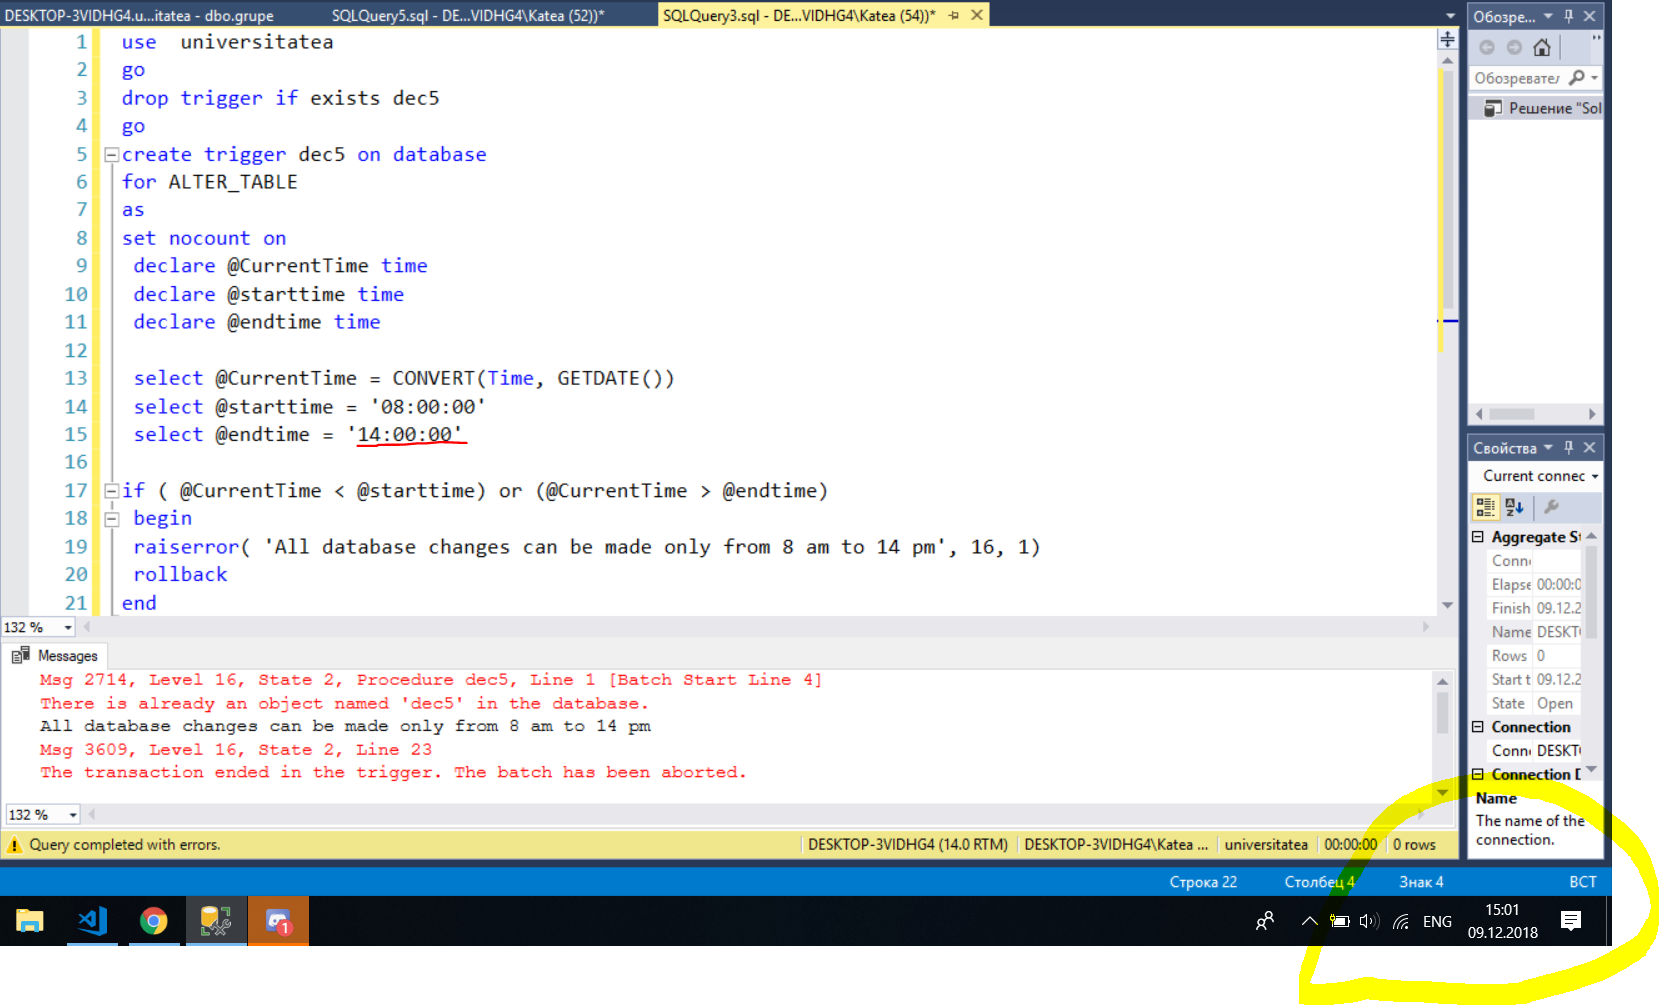 DESKTOP-3VIDHG4.u...itatea - dbo.grupe
SQLQuery5.sql - DE...VIDHG4\Katea (52))*
SQLQuery3.sql - DE...VIDHG4\Katea (54))*
1 use  universitatea
2 go
3 drop trigger if exists dec5
4 go
5 create trigger dec5 on database
6 for ALTER_TABLE
7 as
8 set nocount on
9 declare @CurrentTime time
10 declare @starttime time
11 declare @endtime time
12
13 select @CurrentTime = CONVERT(Time, GETDATE())
14 select @starttime = '08:00:00'
15 select @endtime = '14:00:00'
16
17 if ( @CurrentTime < @starttime) or (@CurrentTime > @endtime)
18 begin
19 raiserror( 'All database changes can be made only from 8 am to 14 pm', 16, 1)
20 rollback
21 end
132 %
Messages
Msg 2714, Level 16, State 2, Procedure dec5, Line 1 [Batch Start Line 4]
There is already an object named 'dec5' in the database.
All database changes can be made only from 8 am to 14 pm
Msg 3609, Level 16, State 2, Line 23
The transaction ended in the trigger. The batch has been aborted.
132 %
Query completed with errors.
DESKTOP-3VIDHG4 (14.0 RTM)
DESKTOP-3VIDHG4\Katea ...
universitatea
00:00:00
0 rows
Обозре...
Обозревател
Решение "Sol
Свойства
Current connec
Aggregate St
Conne
Elapse 00:00:0
Finish 09.12.2
Name DESKT
Rows 0
Start t 09.12.2
State Open
Connection
Conne DESKT
Connection D
Name
The name of the
connection.
Строка 22
Столбец 4
Знак 4
ВСТ
1
ENG
15:01
09.12.2018